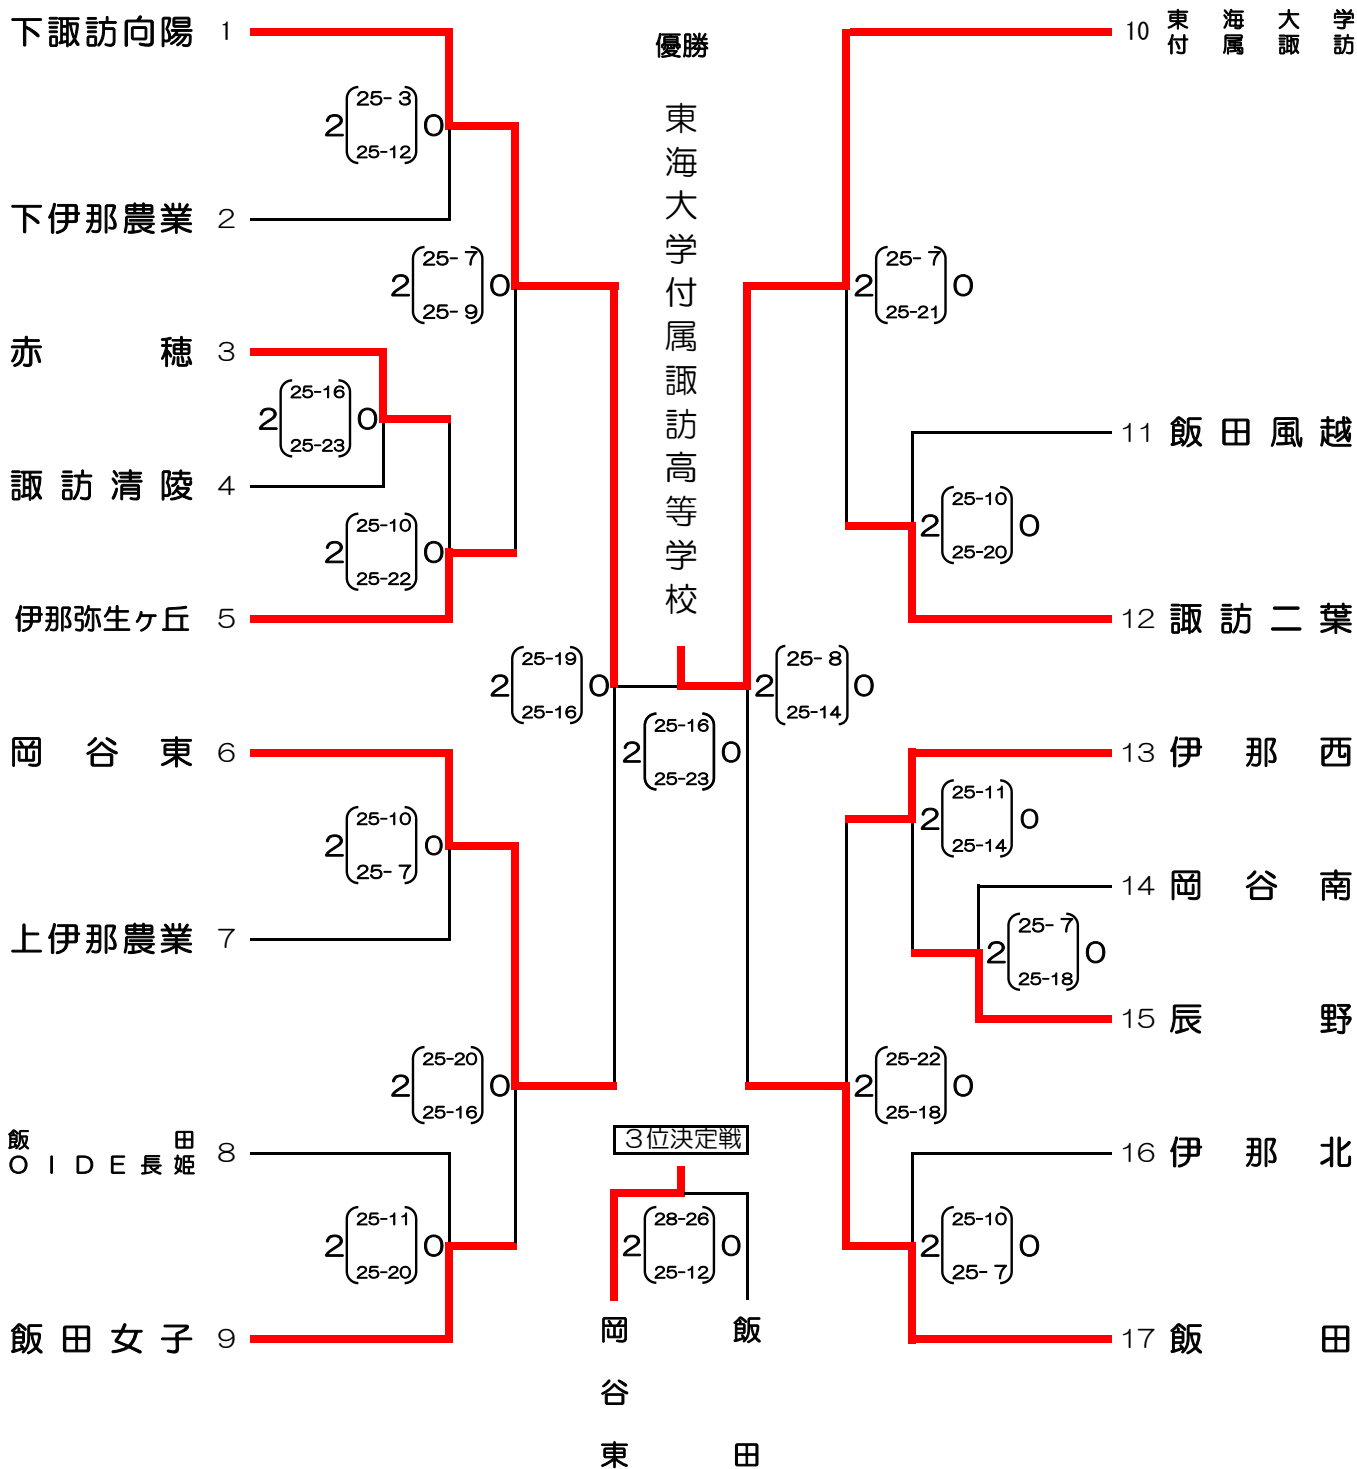 下諏訪向陽 1
2 25- 3 0
25-12
下伊那農業 2
2 25- 7 0
25- 9
赤穂 3
2 25-16 0
25-23
諏訪清陵 4
2 25-10 0
25-22
伊那弥生ヶ丘 5
2 25-19 0
25-16
岡谷東 6
2 25-10 0
25- 7
上伊那農業 7
2 25-20 0
25-16
飯田
OIDE長姫 8
2 25-11 0
25-20
飯田女子 9
優勝
東海大学付属諏訪高等学校
2 25-16 0
25-23
3位決定戦
2 28-26 0
25-12
岡谷東
飯田
10 東海大学
付属諏訪
2 25- 7 0
25-21
11 飯田風越
2 25-10 0
25-20
12 諏訪二葉
2 25- 8 0
25-14
13 伊那西
2 25-11 0
25-14
14 岡谷南
2 25- 7 0
25-18
15 辰野
2 25-22 0
25-18
16 伊那北
2 25-10 0
25- 7
17 飯田